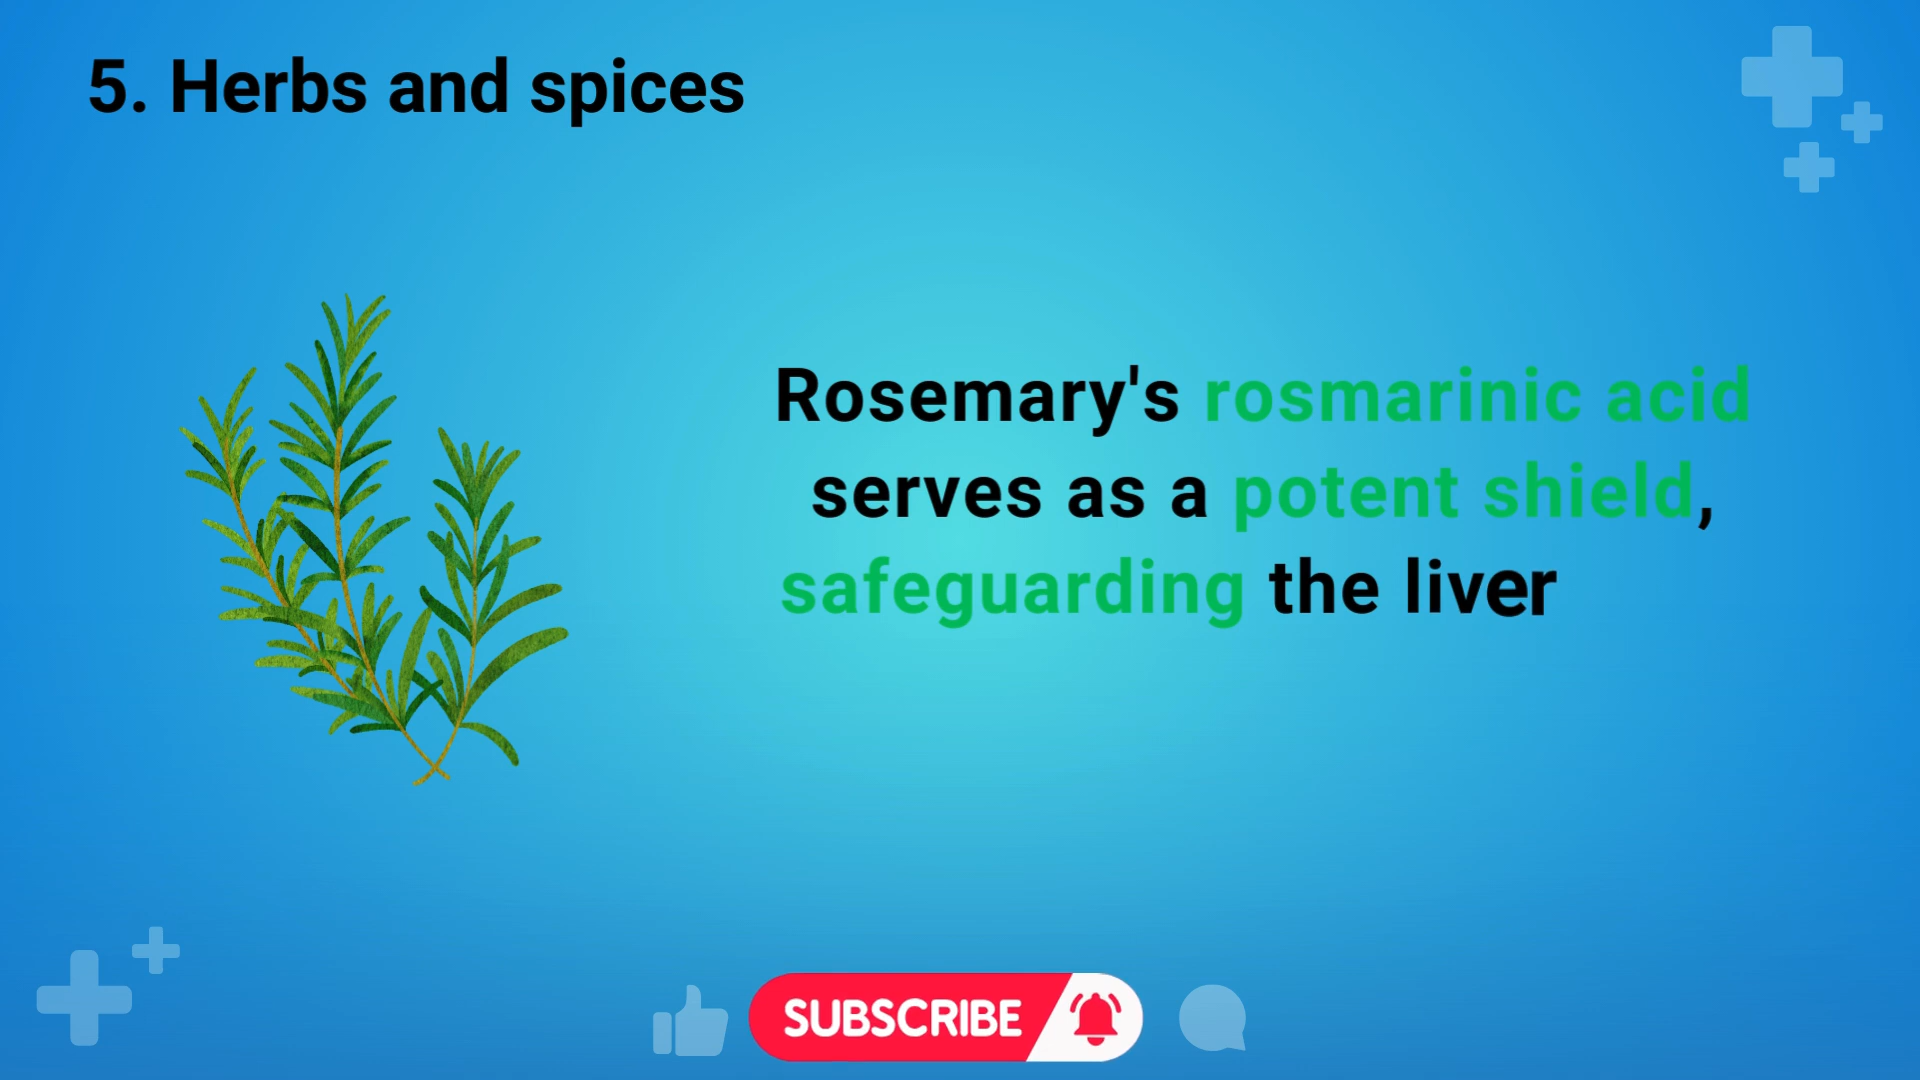 5. Herbs and spices
Rosemary's rosmarinic acid
serves as a potent shield,
safeguarding the liver
SUBSCRIBE